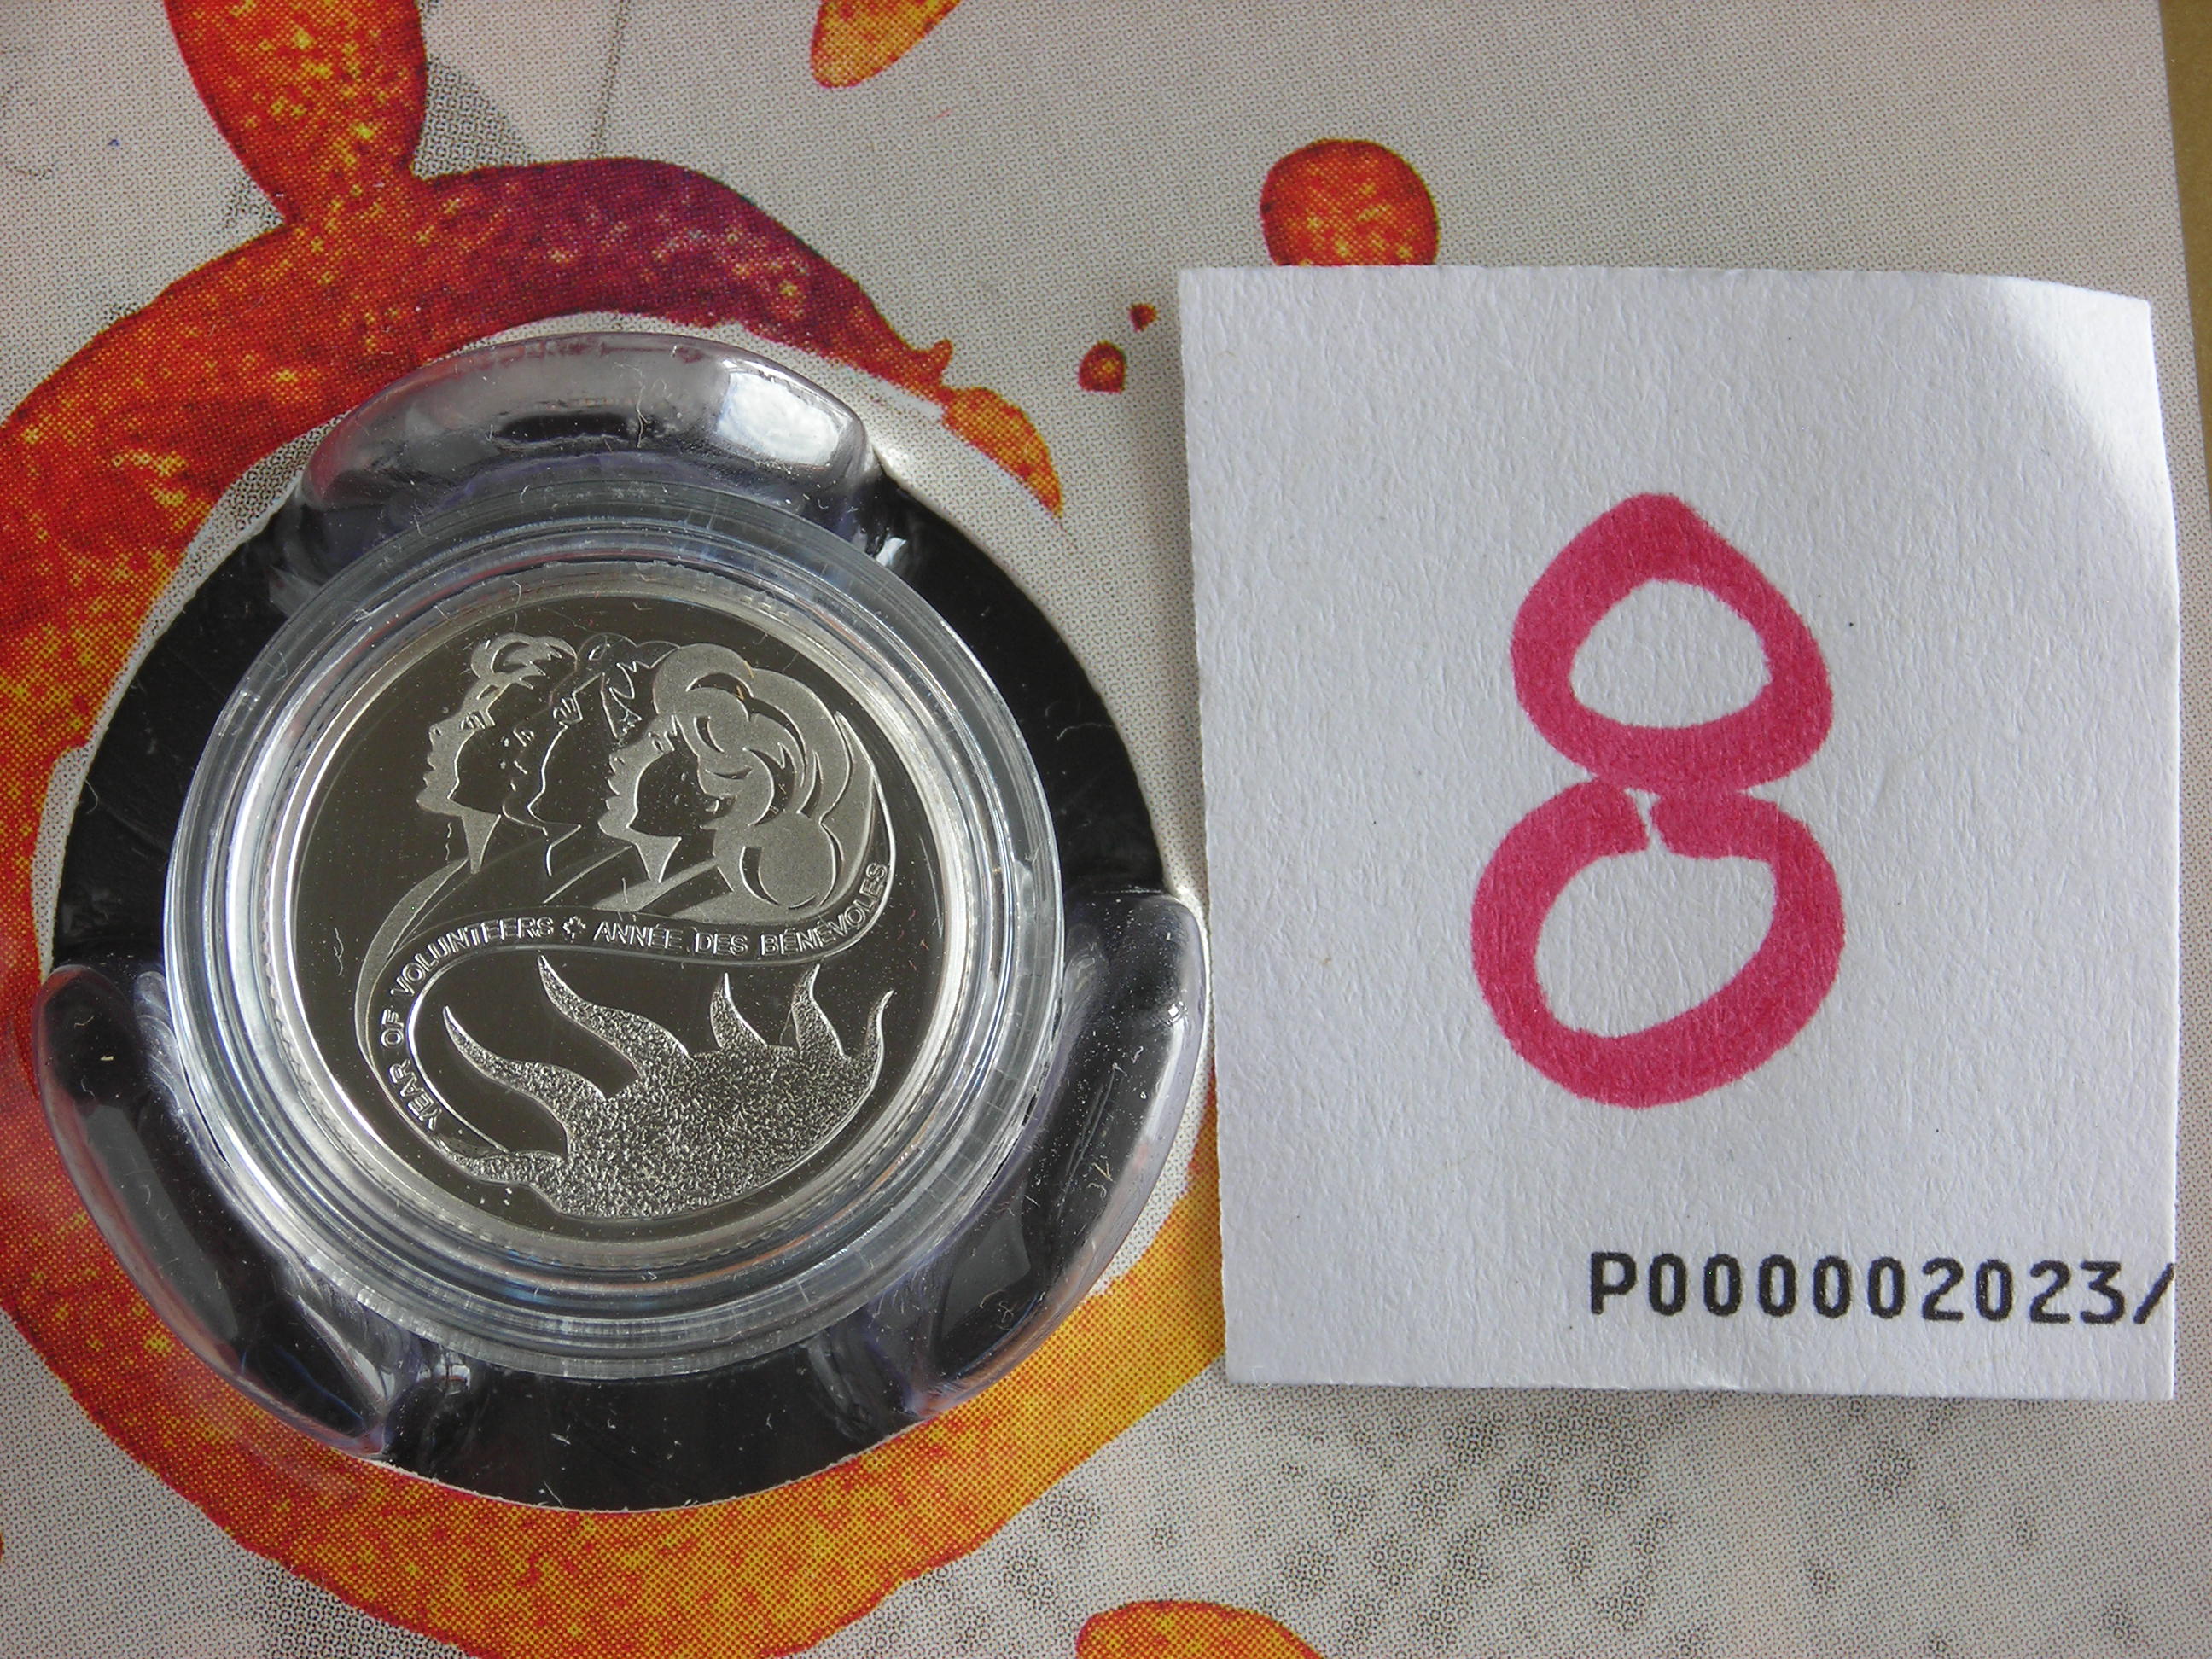 YEAR OF VOLUNTEERS ANNÉE DES BÉNÉVOLES
8
P000002023/